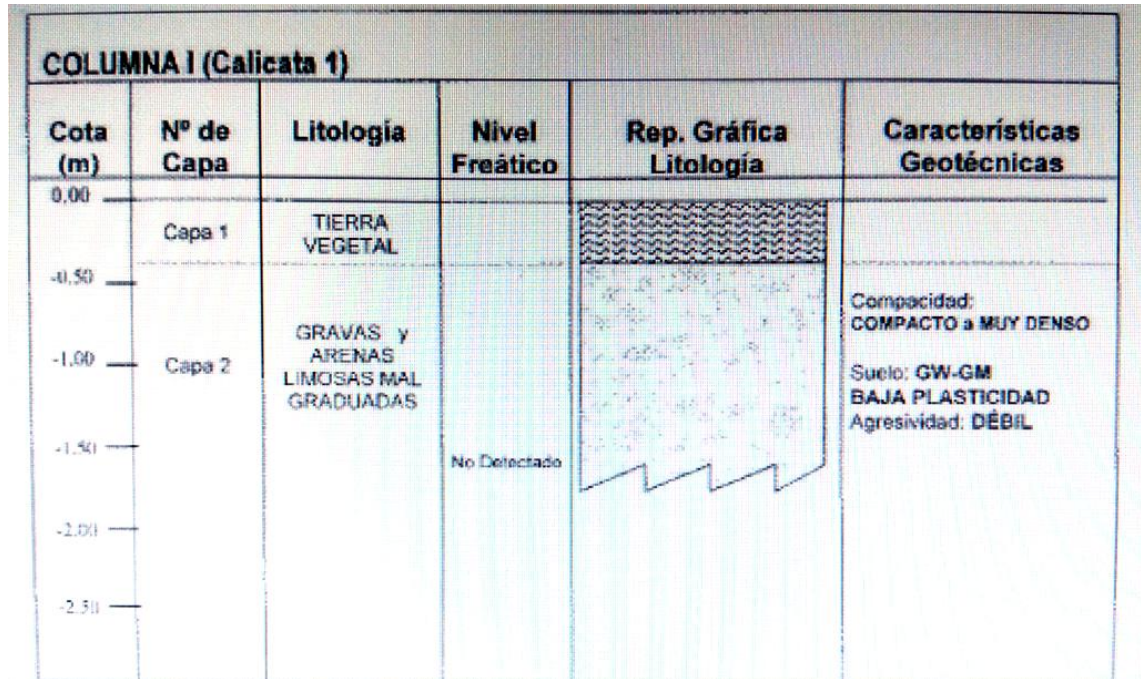 COLUMNA I (Calicata 1)
Cota
(m)
Nº de
Capa
Litología
Nivel
Freático
Rep. Gráfica
Litología
Características
Geotécnicas
0,00
Capa 1
TIERRA
VEGETAL
-0,50
Compacidad:
COMPACTO a MUY DENSO
GRAVAS y
ARENAS
LIMOSAS MAL
GRADUADAS
-1,00
Capa 2
Suelo: GW-GM
BAJA PLASTICIDAD
Agresividad: DÉBIL
-1,50
No Detectado
-2,00
-2,50